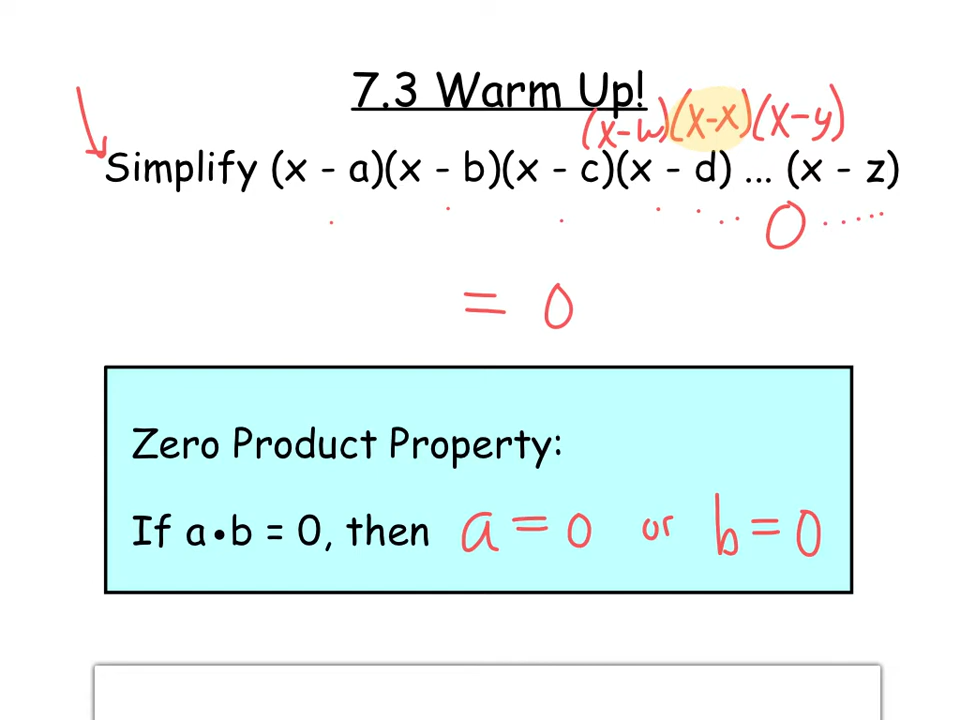 7.3 Warm Up!
(x-w)(x-x)(x-y)
Simplify (x - a)(x - b)(x - c)(x - d) ... (x - z)
0
= 0
Zero Product Property:
If a•b = 0, then a = 0 or b = 0